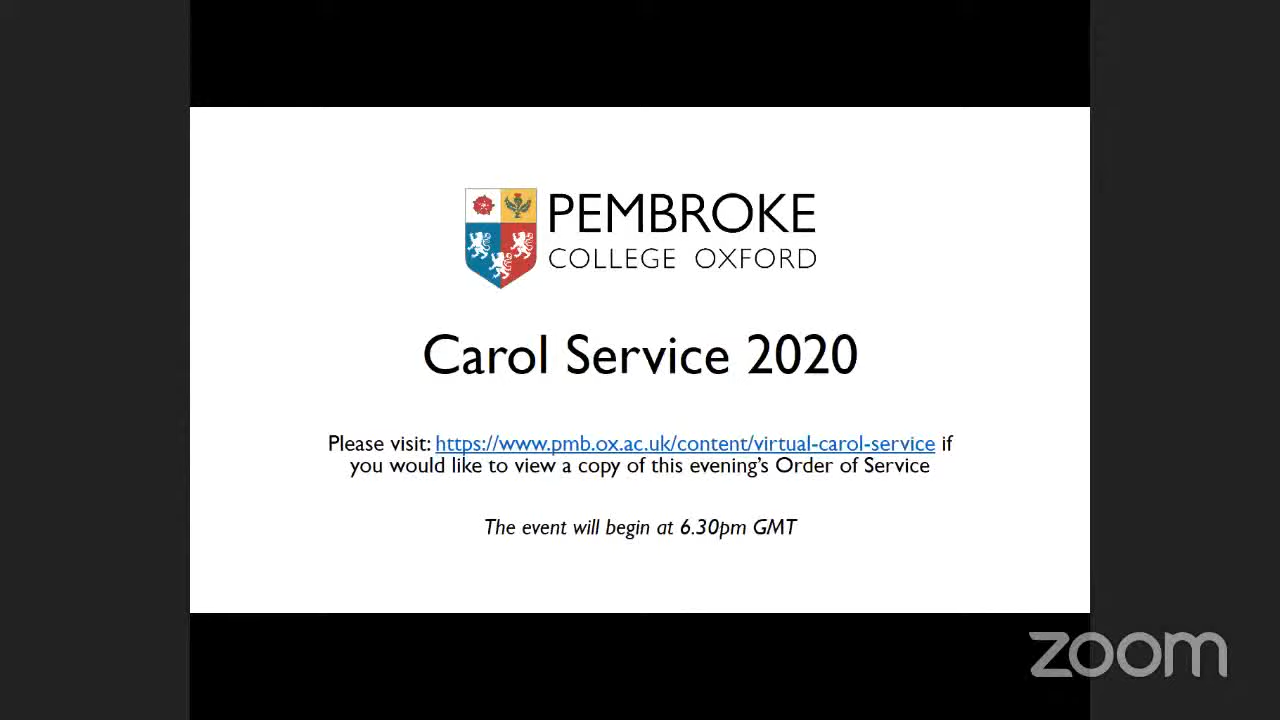 PEMBROKE
COLLEGE OXFORD
Carol Service 2020
Please visit: https://www.pmb.ox.ac.uk/content/virtual-carol-service if
you would like to view a copy of this evening's Order of Service
The event will begin at 6.30pm GMT
zoom